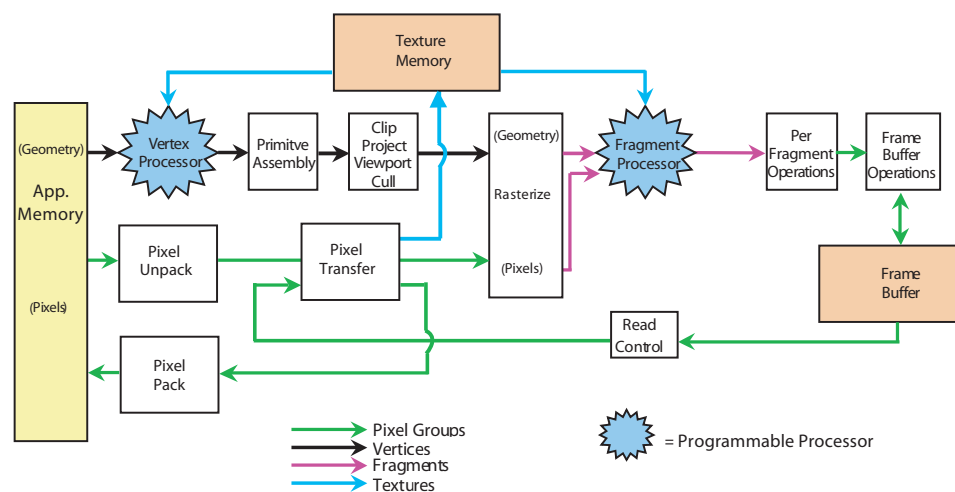 Texture
Memory
(Geometry)
App.
Memory
(Pixels)
Vertex
Processor
Primitve
Assembly
Clip
Project
Viewport
Cull
(Geometry)
Rasterize
(Pixels)
Fragment
Processor
Per
Fragment
Operations
Frame
Buffer
Operations
Pixel
Unpack
Pixel
Transfer
Frame
Buffer
Read
Control
Pixel
Pack
Pixel Groups
Vertices
Fragments
Textures
= Programmable Processor